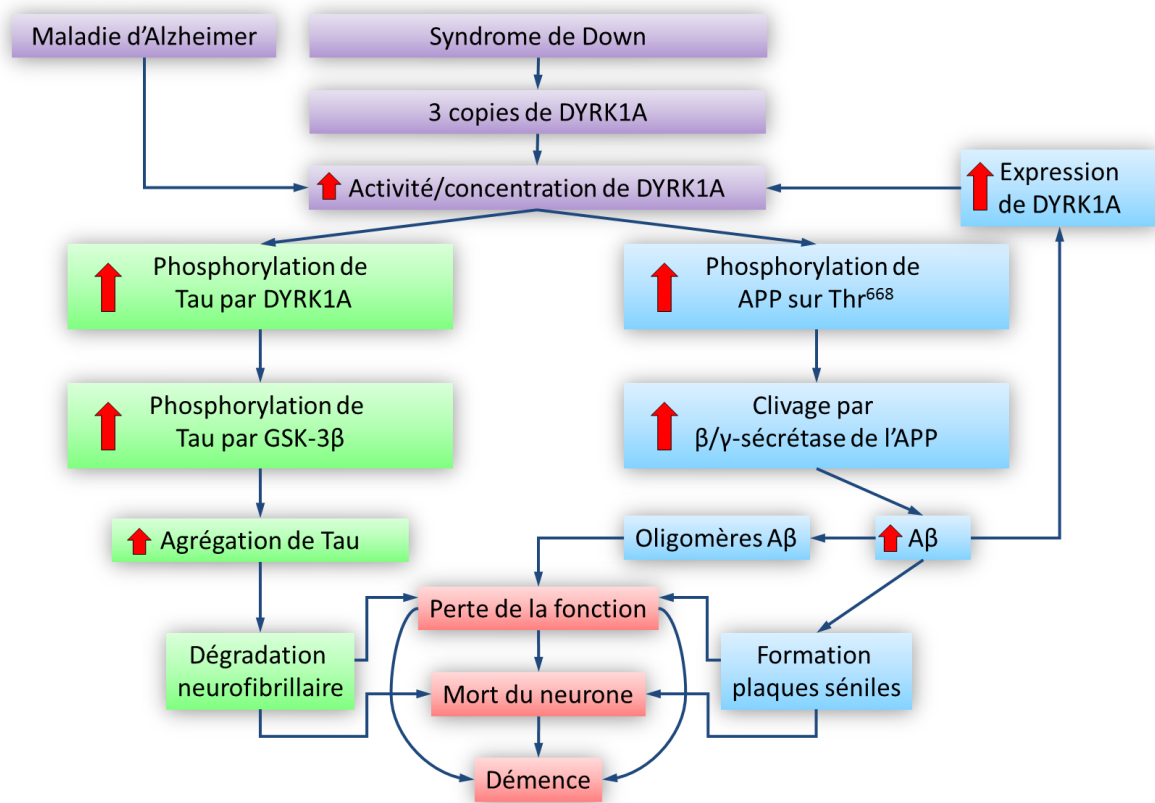 Maladie d’Alzheimer
Syndrome de Down
3 copies de DYRK1A
Activité/concentration de DYRK1A
Expression
de DYRK1A
Phosphorylation de
Tau par DYRK1A
Phosphorylation de
APP sur Thr⁶⁶⁸
Phosphorylation de
Tau par GSK-3β
Clivage par
β/γ-sécrétase de l’APP
Agrégation de Tau
Oligomères Aβ
Aβ
Perte de la fonction
Dégradation
neurofibrillaire
Formation
plaques séniles
Mort du neurone
Démence